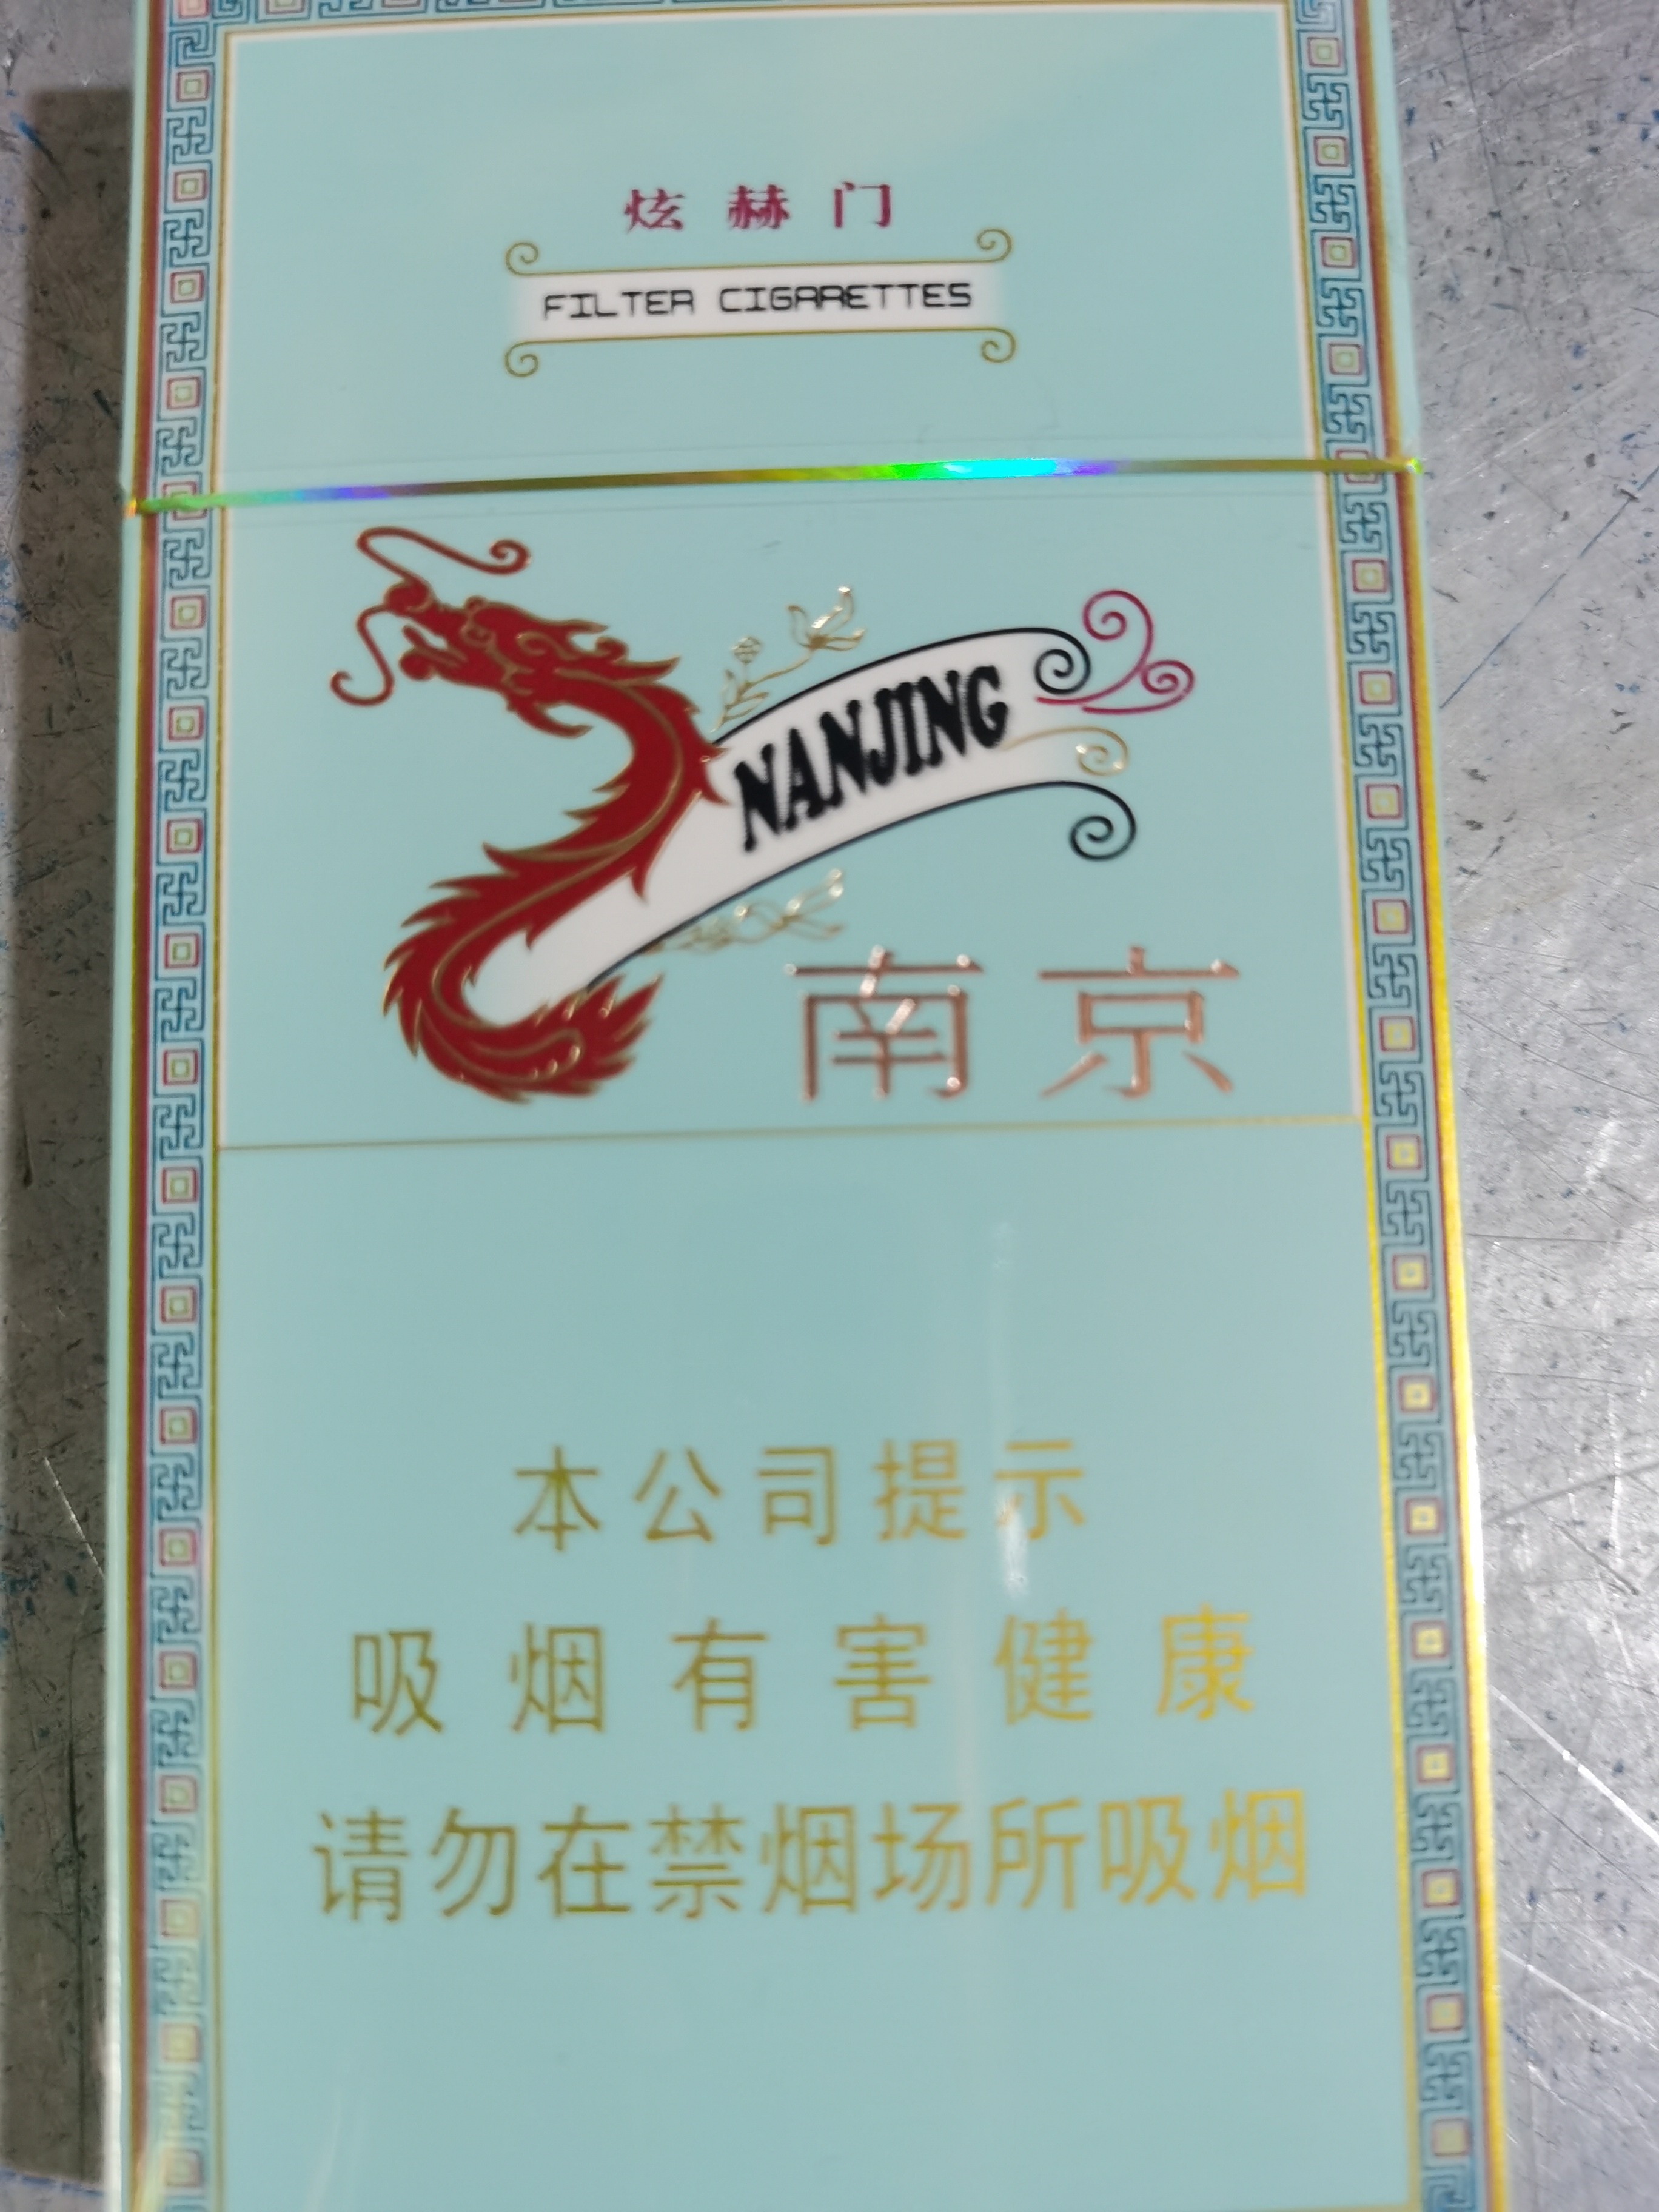 炫赫门
FILTER CIGARETTES
NANJING
南京
本公司提示
吸烟有害健康
请勿在禁烟场所吸烟